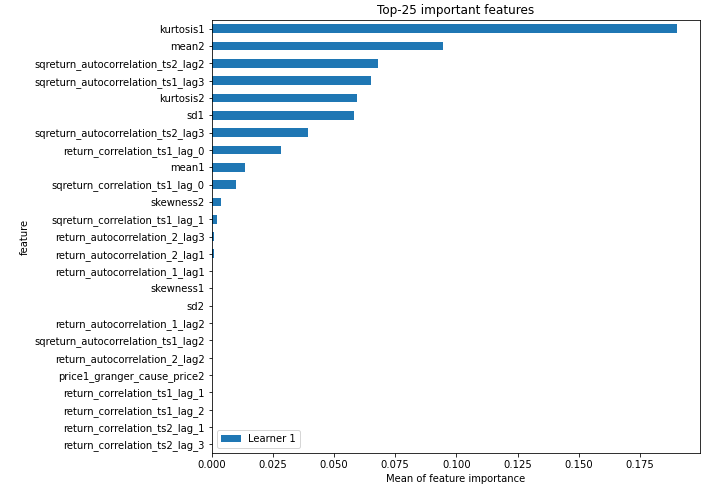 Top-25 important features
kurtosis1
mean2
sqreturn_autocorrelation_ts2_lag2
sqreturn_autocorrelation_ts1_lag3
kurtosis2
sd1
sqreturn_autocorrelation_ts2_lag3
return_correlation_ts1_lag_0
mean1
sqreturn_correlation_ts1_lag_0
skewness2
sqreturn_correlation_ts1_lag_1
return_autocorrelation_2_lag3
return_autocorrelation_2_lag1
return_autocorrelation_1_lag1
skewness1
sd2
return_autocorrelation_1_lag2
sqreturn_autocorrelation_ts1_lag2
return_autocorrelation_2_lag2
price1_granger_cause_price2
return_correlation_ts1_lag_1
return_correlation_ts1_lag_2
return_correlation_ts2_lag_1
return_correlation_ts2_lag_3
feature
Learner 1
0.000 0.025 0.050 0.075 0.100 0.125 0.150 0.175
Mean of feature importance